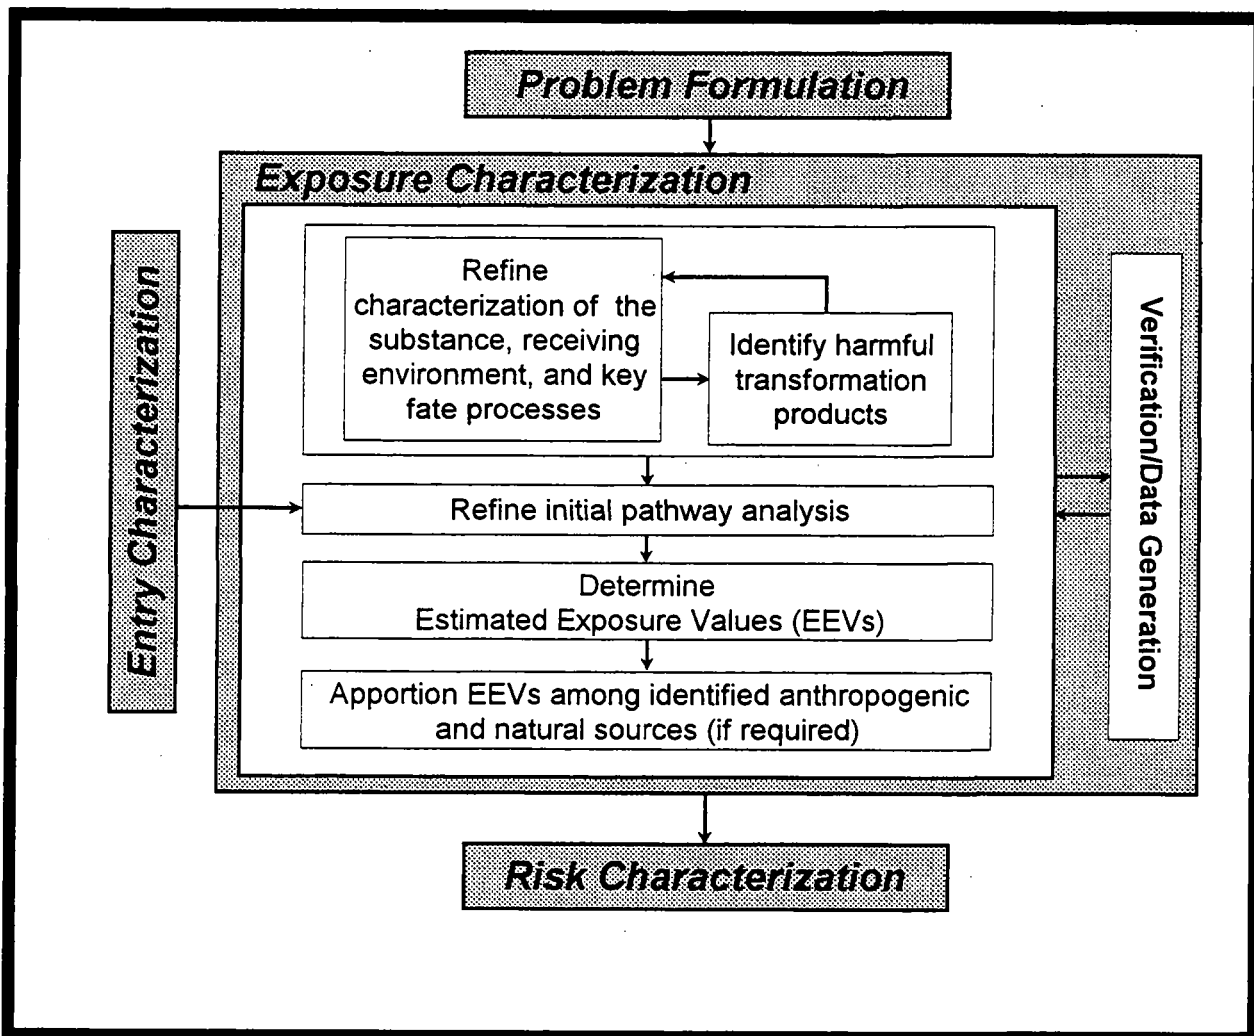 Problem Formulation
Exposure Characterization
Entry Characterization
Refine
characterization of the
substance, receiving
environment, and key
fate processes
Identify harmful
transformation
products
Refine initial pathway analysis
Determine
Estimated Exposure Values (EEVs)
Apportion EEVs among identified anthropogenic
and natural sources (if required)
Verification/Data Generation
Risk Characterization